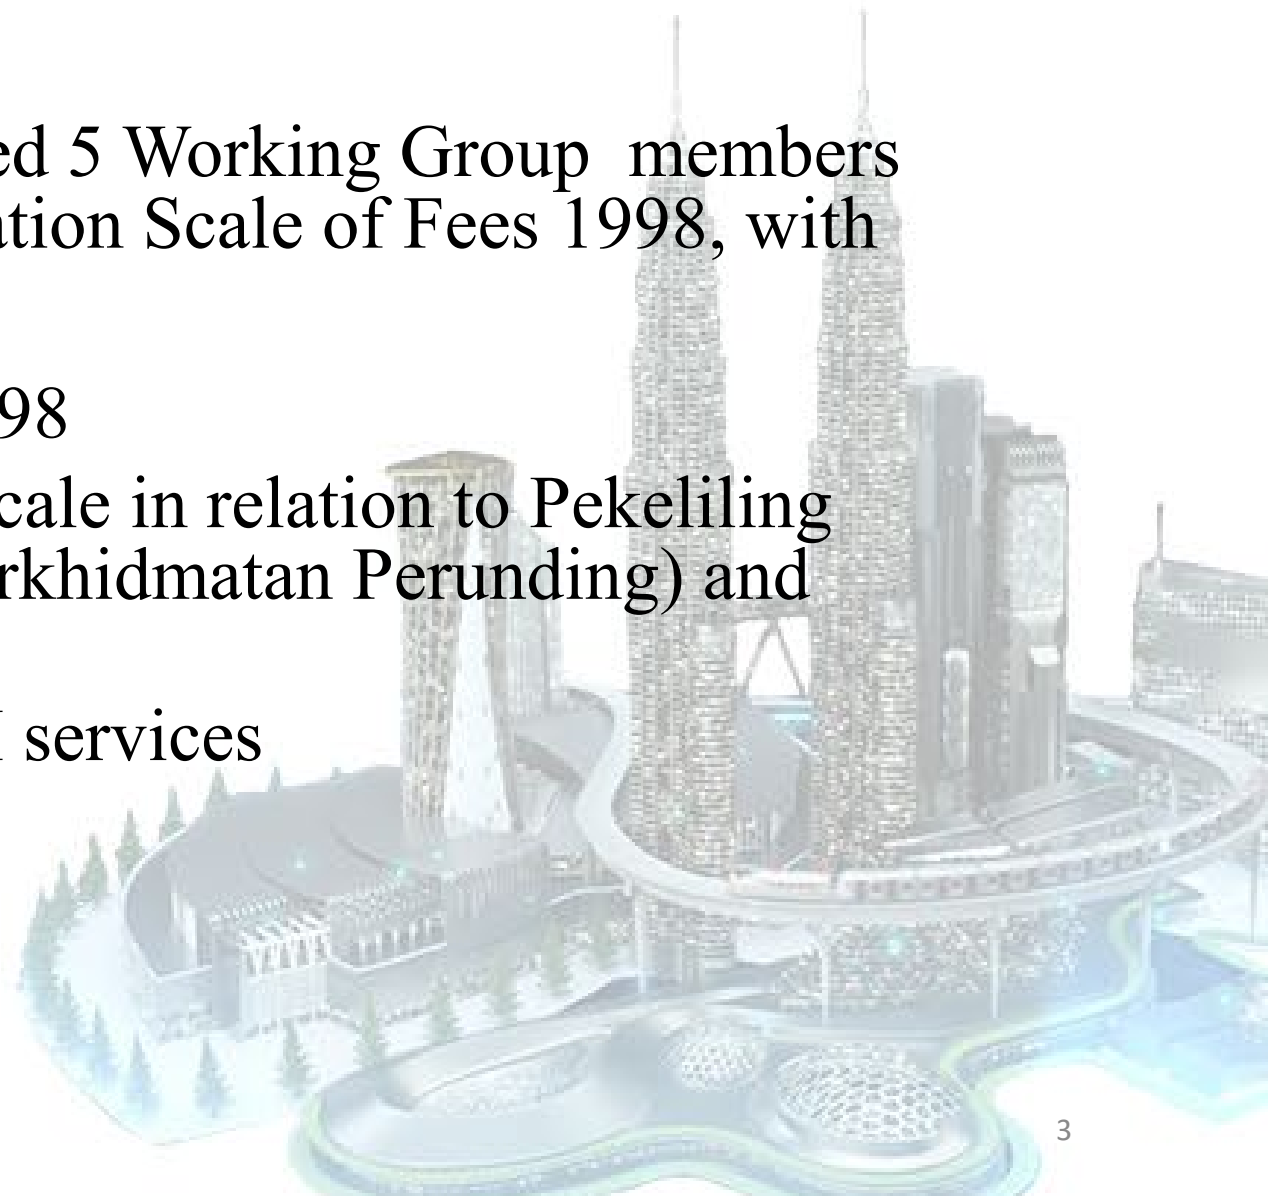 ed 5 Working Group members
ation Scale of Fees 1998, with
98
cale in relation to Pekeliling
rkhidmatan Perunding) and
services
3